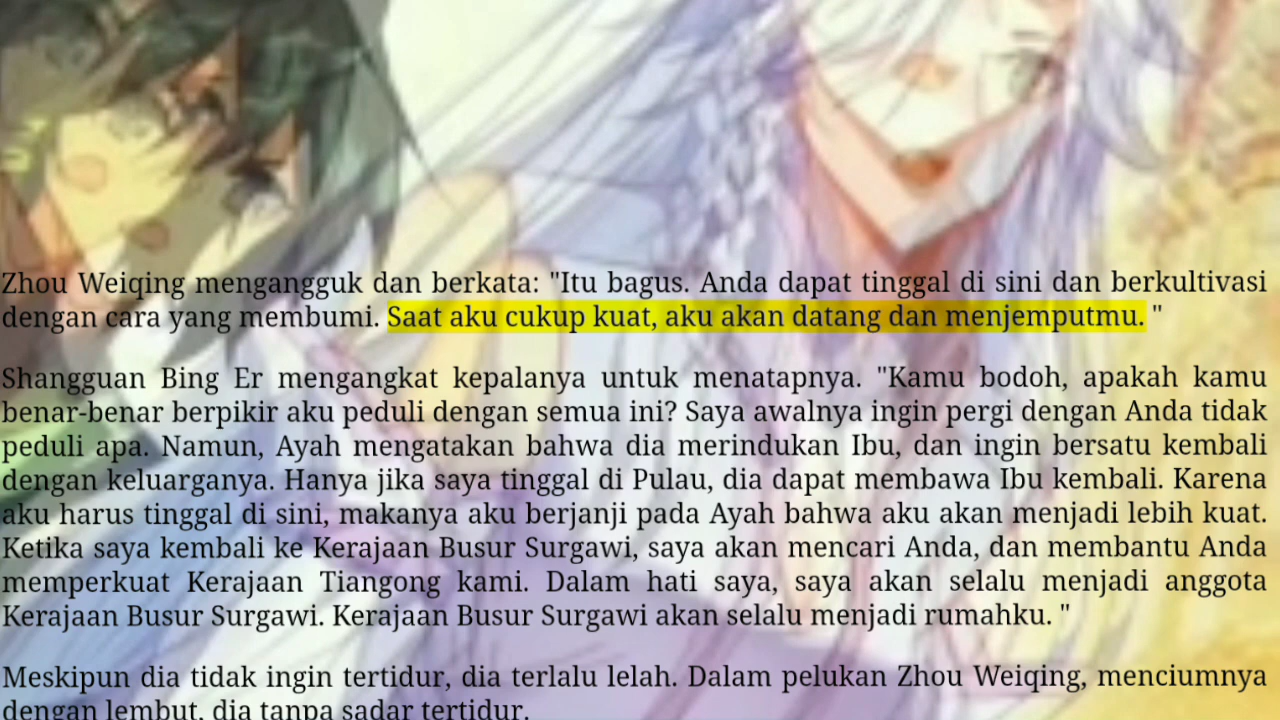 Zhou Weiqing mengangguk dan berkata: "Itu bagus. Anda dapat tinggal di sini dan berkultivasi
dengan cara yang membumi. Saat aku cukup kuat, aku akan datang dan menjemputmu. "
Shangguan Bing Er mengangkat kepalanya untuk menatapnya. "Kamu bodoh, apakah kamu
benar-benar berpikir aku peduli dengan semua ini? Saya awalnya ingin pergi dengan Anda tidak
peduli apa. Namun, Ayah mengatakan bahwa dia merindukan Ibu, dan ingin bersatu kembali
dengan keluarganya. Hanya jika saya tinggal di Pulau, dia dapat membawa Ibu kembali. Karena
aku harus tinggal di sini, makanya aku berjanji pada Ayah bahwa aku akan menjadi lebih kuat.
Ketika saya kembali ke Kerajaan Busur Surgawi, saya akan mencari Anda, dan membantu Anda
memperkuat Kerajaan Tiangong kami. Dalam hati saya, saya akan selalu menjadi anggota
Kerajaan Busur Surgawi. Kerajaan Busur Surgawi akan selalu menjadi rumahku. "
Meskipun dia tidak ingin tertidur, dia terlalu lelah. Dalam pelukan Zhou Weiqing, menciumnya
dengan lembut, dia tanpa sadar tertidur.